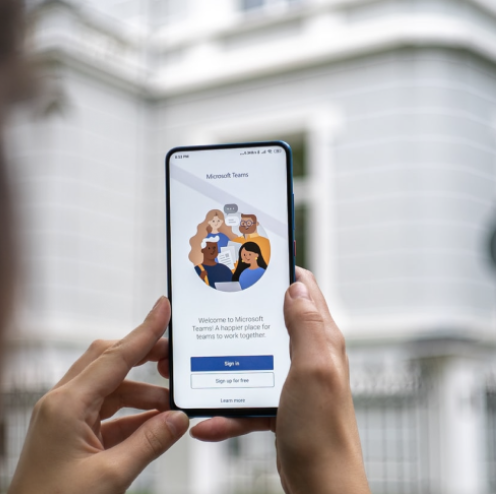 Microsoft Teams
Welcome to Microsoft
Teams! A happier place for
teams to work together.
Sign in
Sign up for free
Learn more